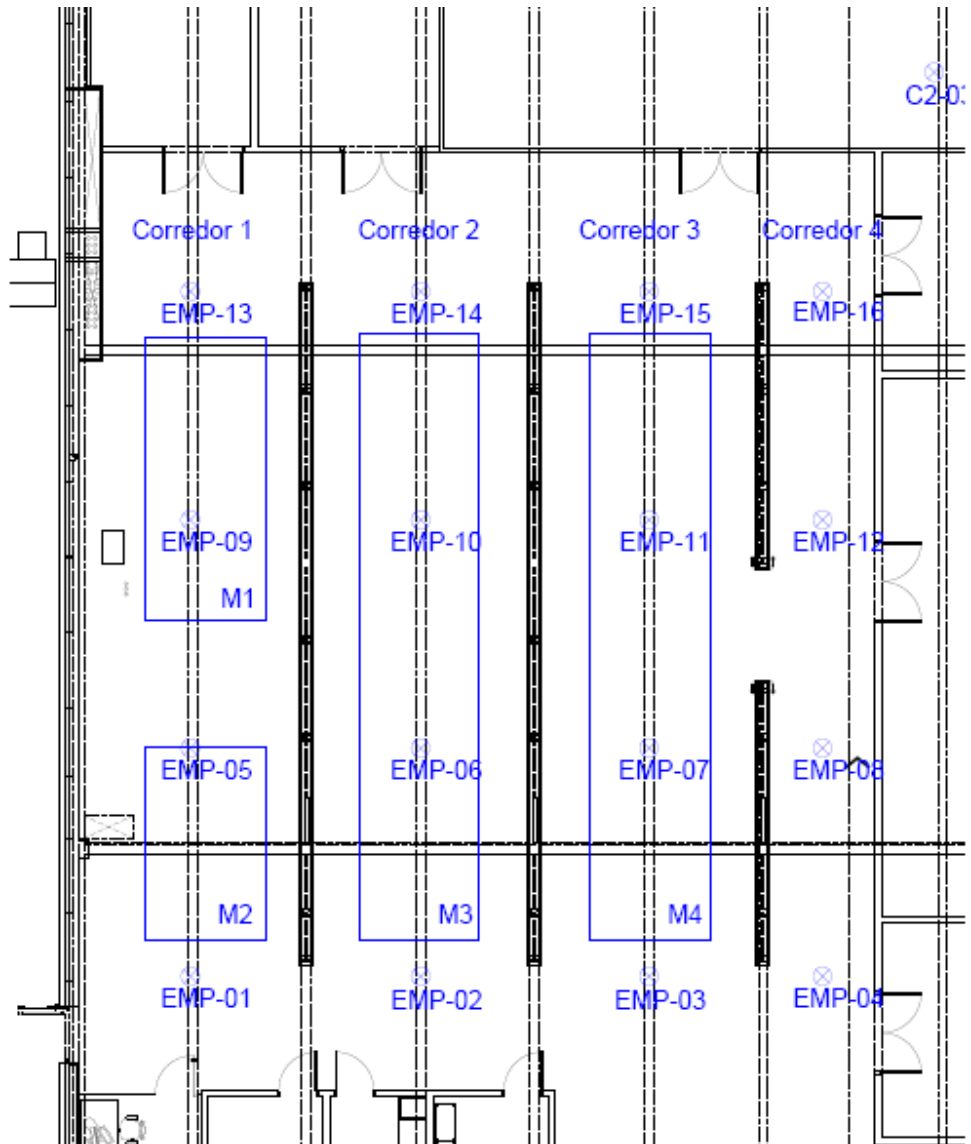 C2-03
Corredor 1
Corredor 2
Corredor 3
Corredor 4
EMP-13
EMP-14
EMP-15
EMP-16
EMP-09
EMP-10
EMP-11
EMP-12
M1
EMP-05
EMP-06
EMP-07
EMP-08
M2
M3
M4
EMP-01
EMP-02
EMP-03
EMP-04